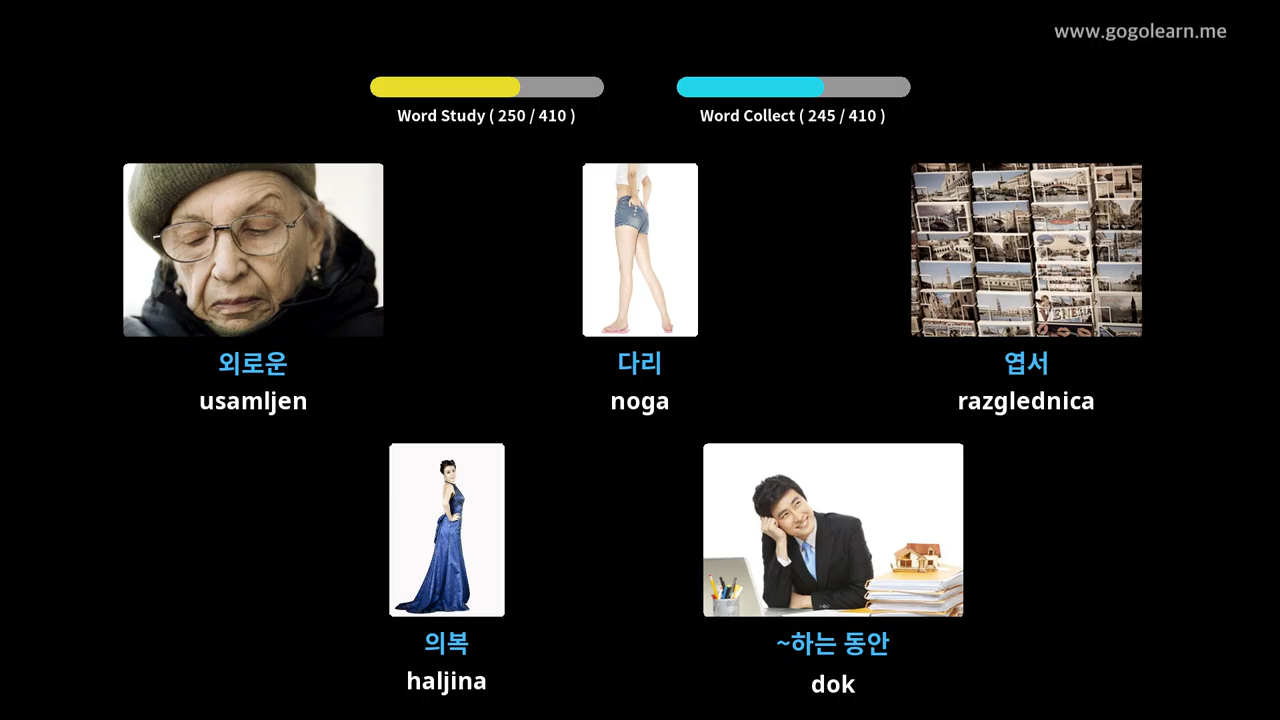 www.gogolearn.me
Word Study ( 250 / 410 )
Word Collect ( 245 / 410 )
VENEZIA
외로운
usamljen
다리
noga
엽서
razglednica
의복
haljina
~하는 동안
dok